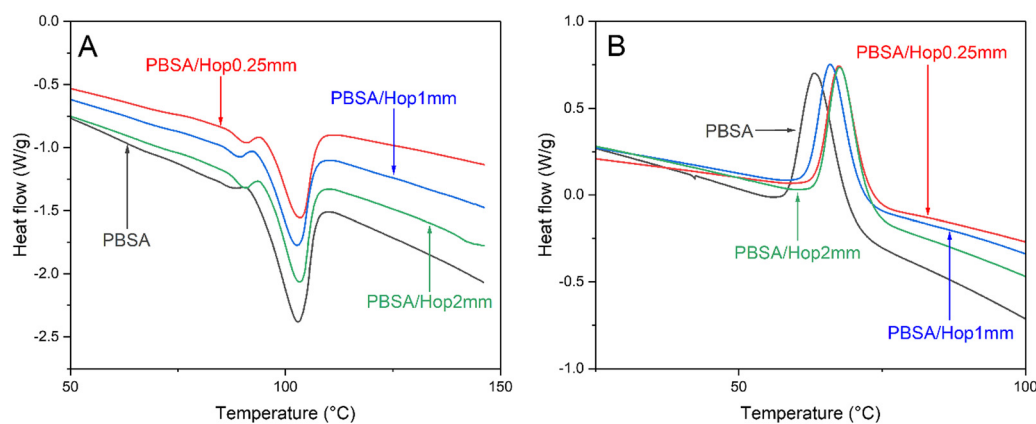 A
0.0
-0.5
-1.0
-1.5
-2.0
-2.5
Heat flow (W/g)
PBSA/Hop0.25mm
PBSA/Hop1mm
PBSA
PBSA/Hop2mm
50
100
150
Temperature (°C)
B
1.0
0.5
0.0
-0.5
-1.0
Heat flow (W/g)
PBSA/Hop0.25mm
PBSA
PBSA/Hop2mm
PBSA/Hop1mm
50
100
Temperature (°C)